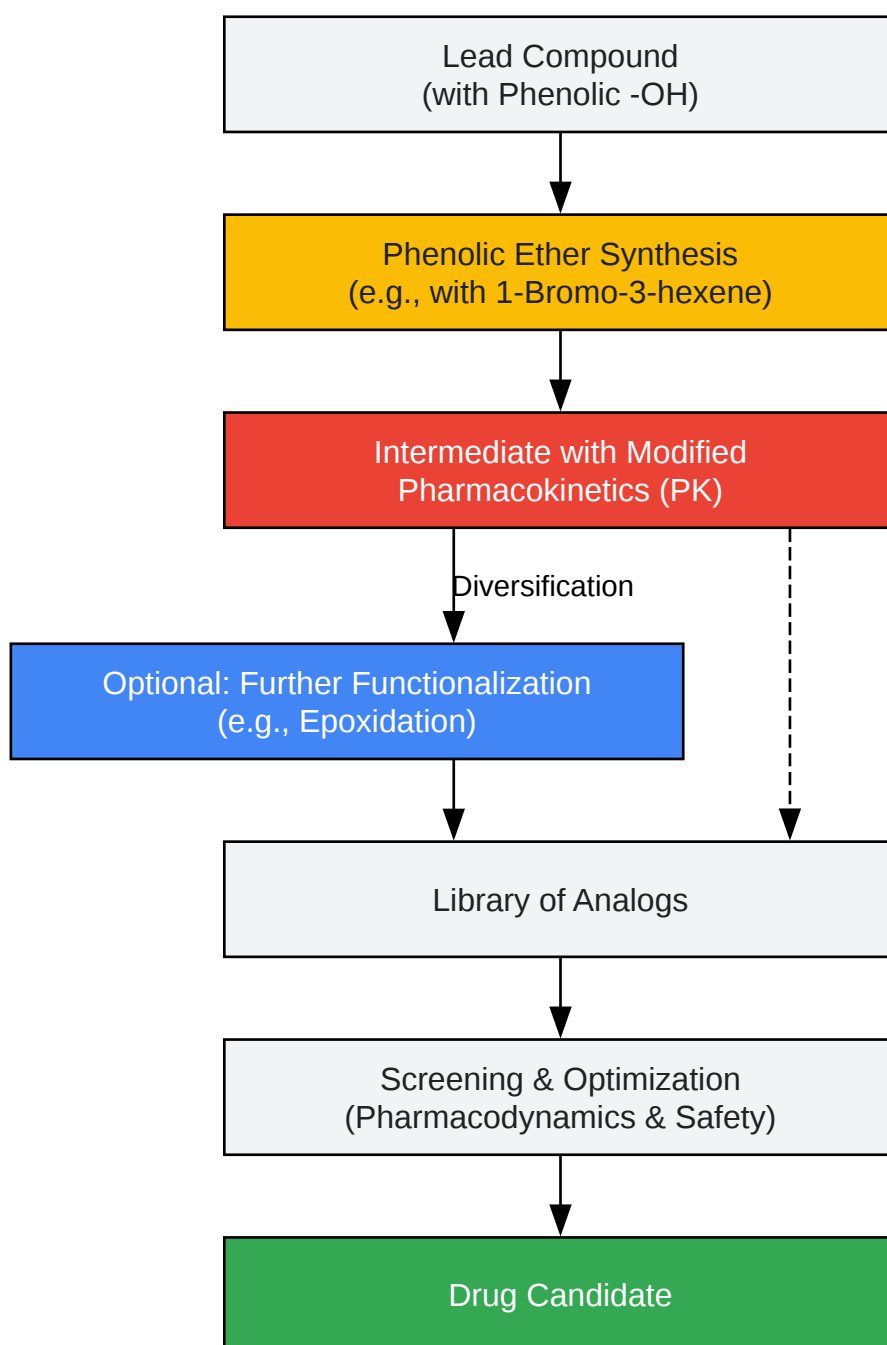 Lead Compound
(with Phenolic -OH)
Phenolic Ether Synthesis
(e.g., with 1-Bromo-3-hexene)
Intermediate with Modified
Pharmacokinetics (PK)
Diversification
Optional: Further Functionalization
(e.g., Epoxidation)
Library of Analogs
Screening & Optimization
(Pharmacodynamics & Safety)
Drug Candidate